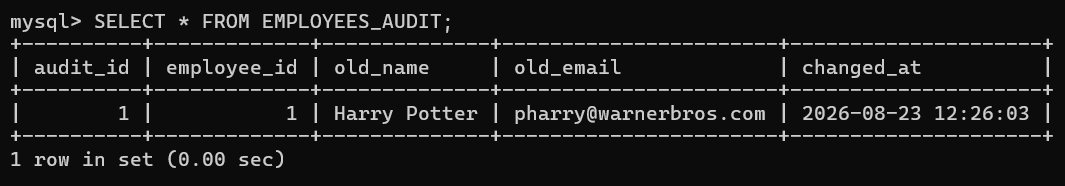 mysql> SELECT * FROM EMPLOYEES_AUDIT;
+----------+-------------+--------------+-----------------------+---------------------+
| audit_id | employee_id | old_name     | old_email             | changed_at          |
+----------+-------------+--------------+-----------------------+---------------------+
|        1 |           1 | Harry Potter | pharry@warnerbros.com | 2026-08-23 12:26:03 |
+----------+-------------+--------------+-----------------------+---------------------+
1 row in set (0.00 sec)